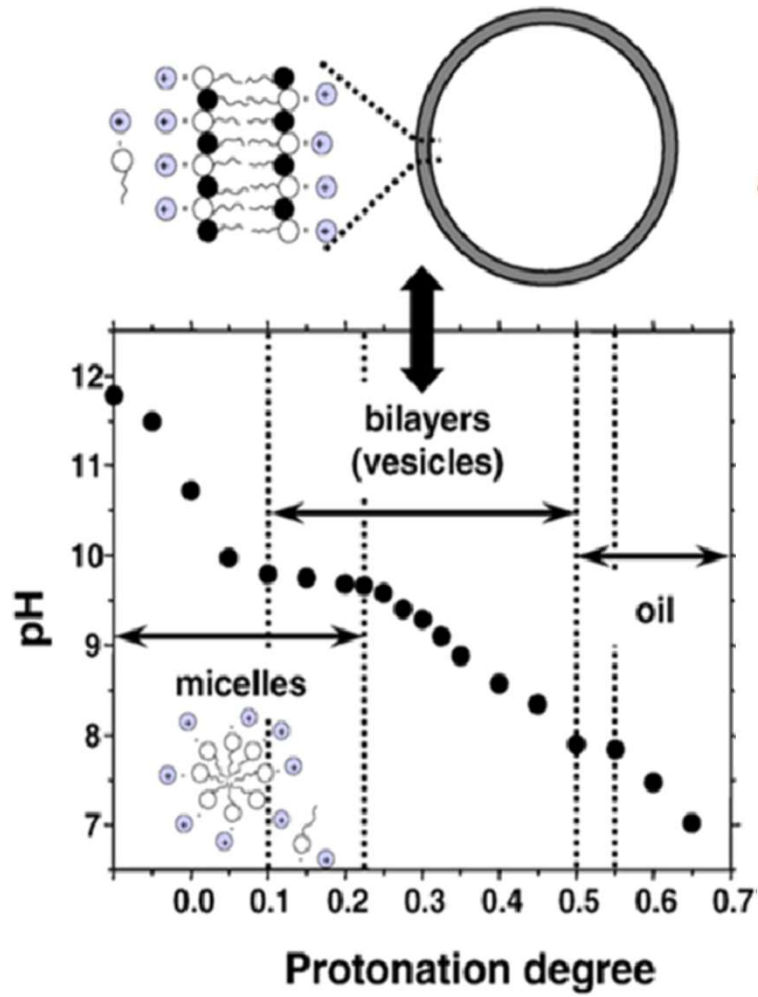 12
11
10
9
8
7
pH
bilayers
(vesicles)
oil
micelles
0.0 0.1 0.2 0.3 0.4 0.5 0.6 0.7
Protonation degree